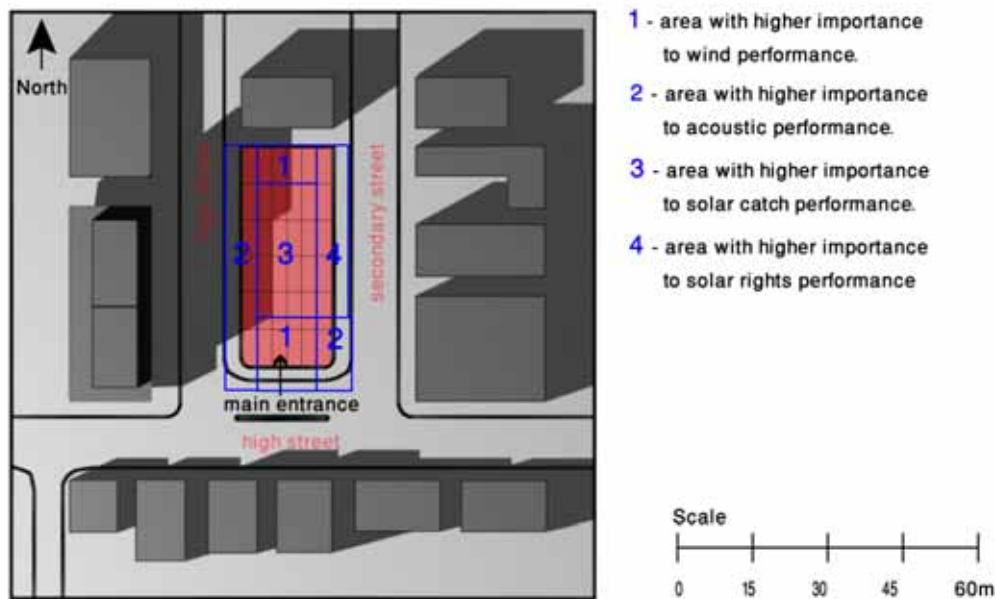 North
1 - area with higher importance
to wind performance.
2 - area with higher importance
to acoustic performance.
3 - area with higher importance
to solar catch performance.
4 - area with higher importance
to solar rights performance
1
2
3
4
1
2
secondary street
main entrance
high street
Scale
0 15 30 45 60m